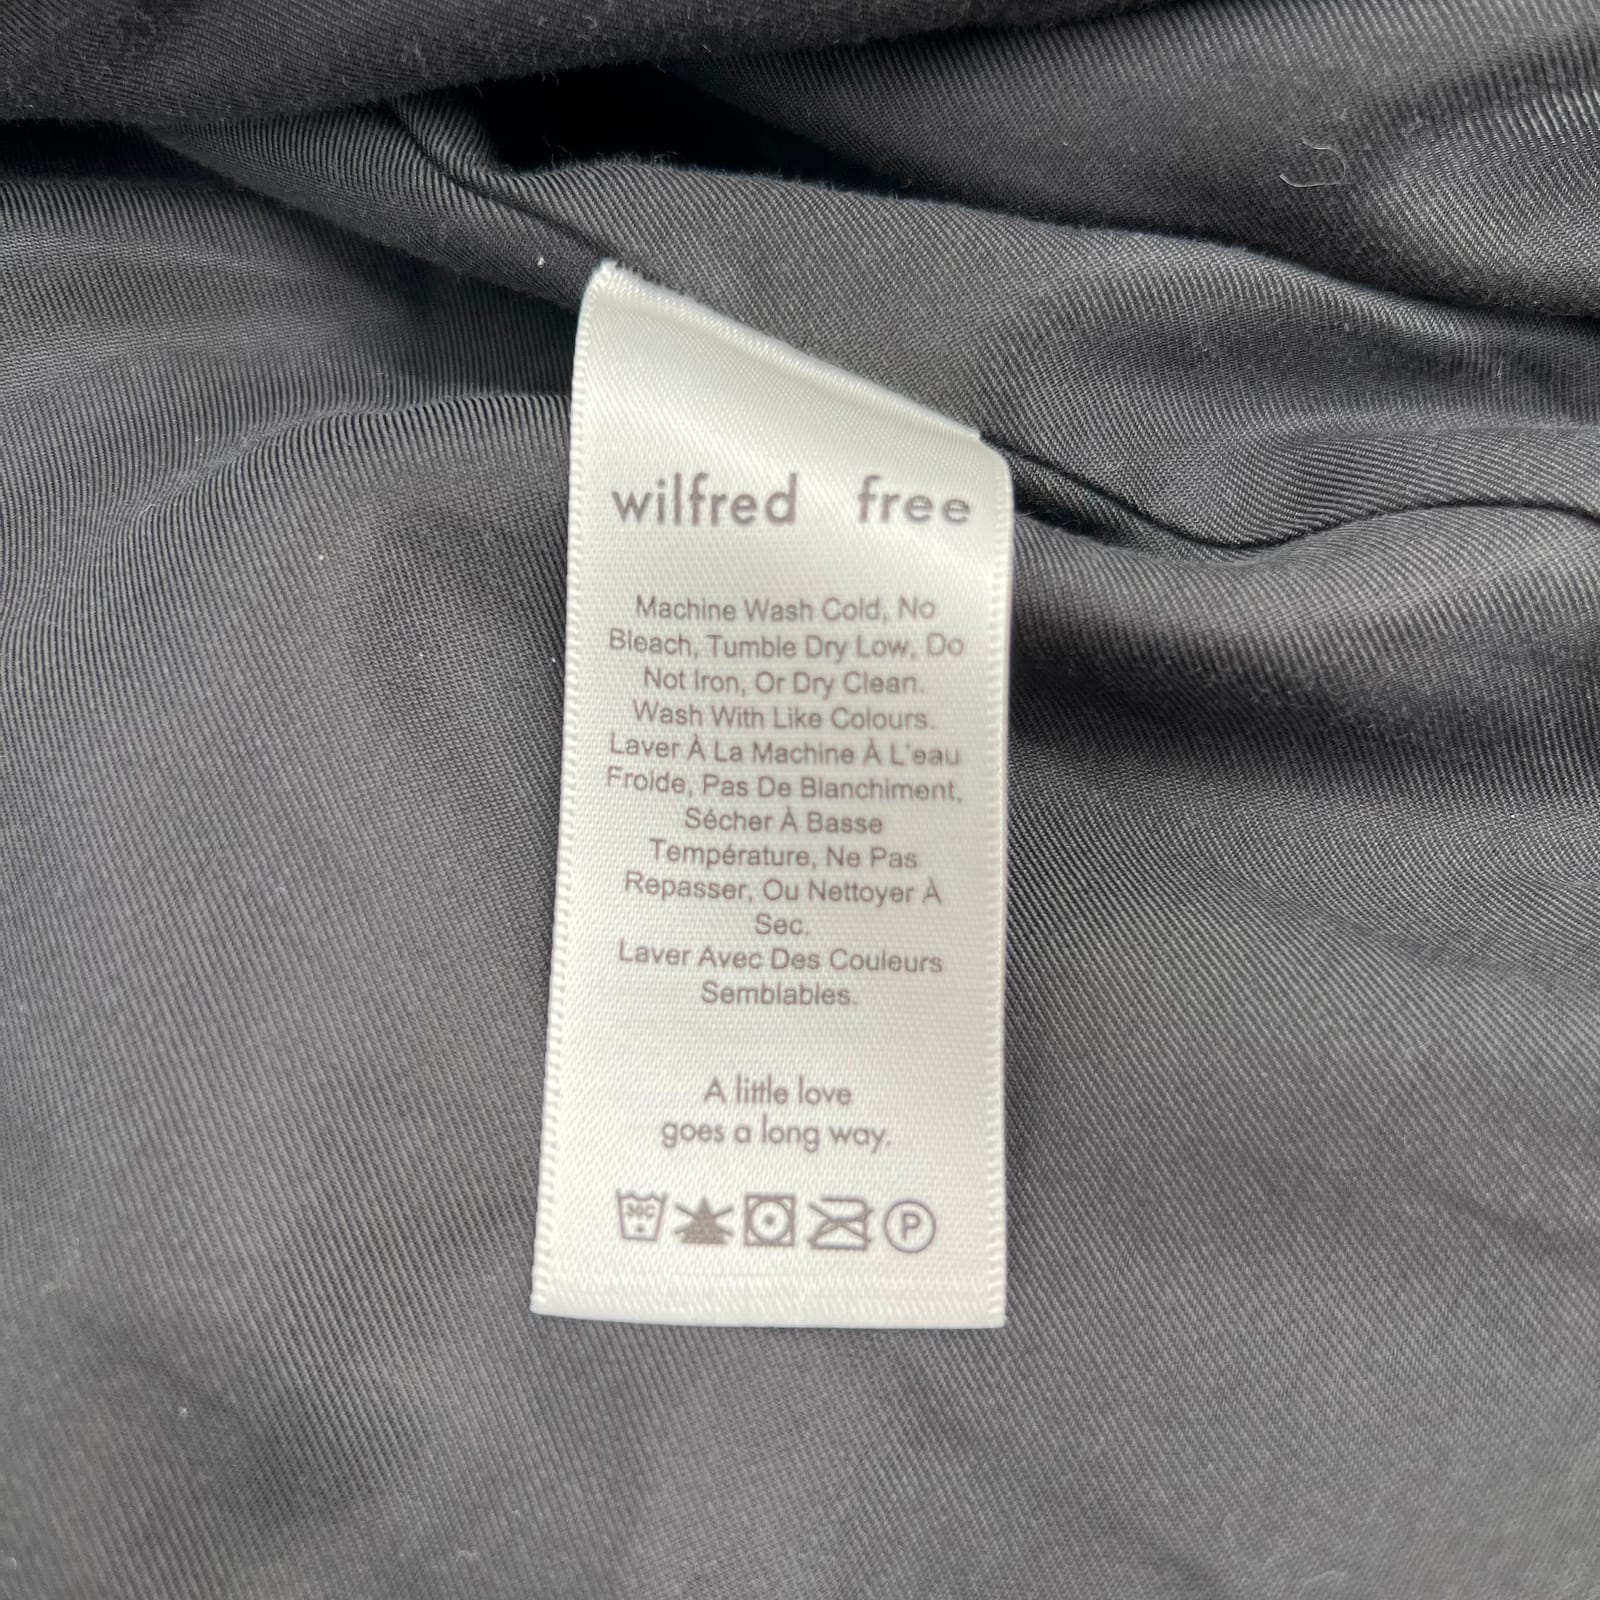 wilfred free
Machine Wash Cold, No
Bleach, Tumble Dry Low, Do
Not Iron, Or Dry Clean.
Wash With Like Colours.
Laver À La Machine À L'eau
Froide, Pas De Blanchiment,
Sécher À Basse
Température, Ne Pas
Repasser, Ou Nettoyer À
Sec.
Laver Avec Des Couleurs
Semblables.
A little love
goes a long way.
30C P